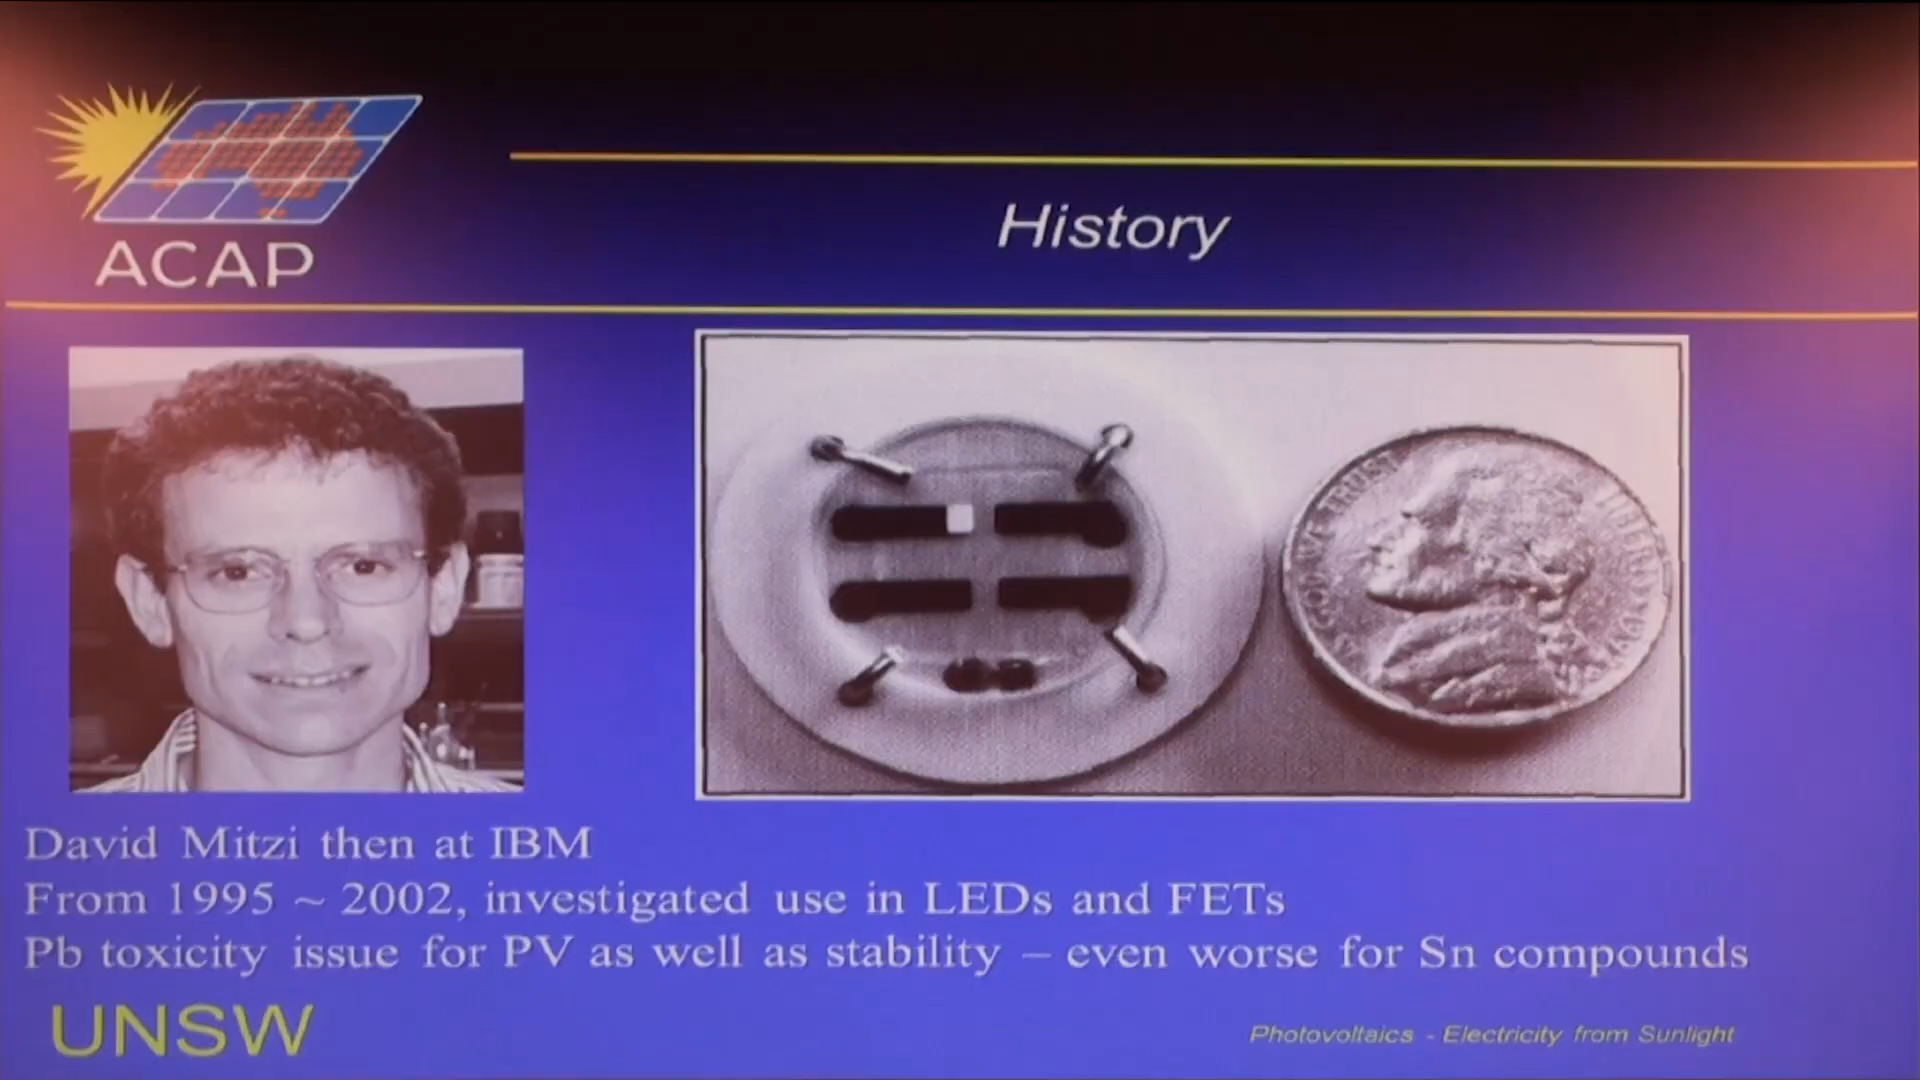 ACAP
History
David Mitzi then at IBM
From 1995 ~ 2002, investigated use in LEDs and FETs
Pb toxicity issue for PV as well as stability – even worse for Sn compounds
UNSW
Photovoltaics - Electricity from Sunlight